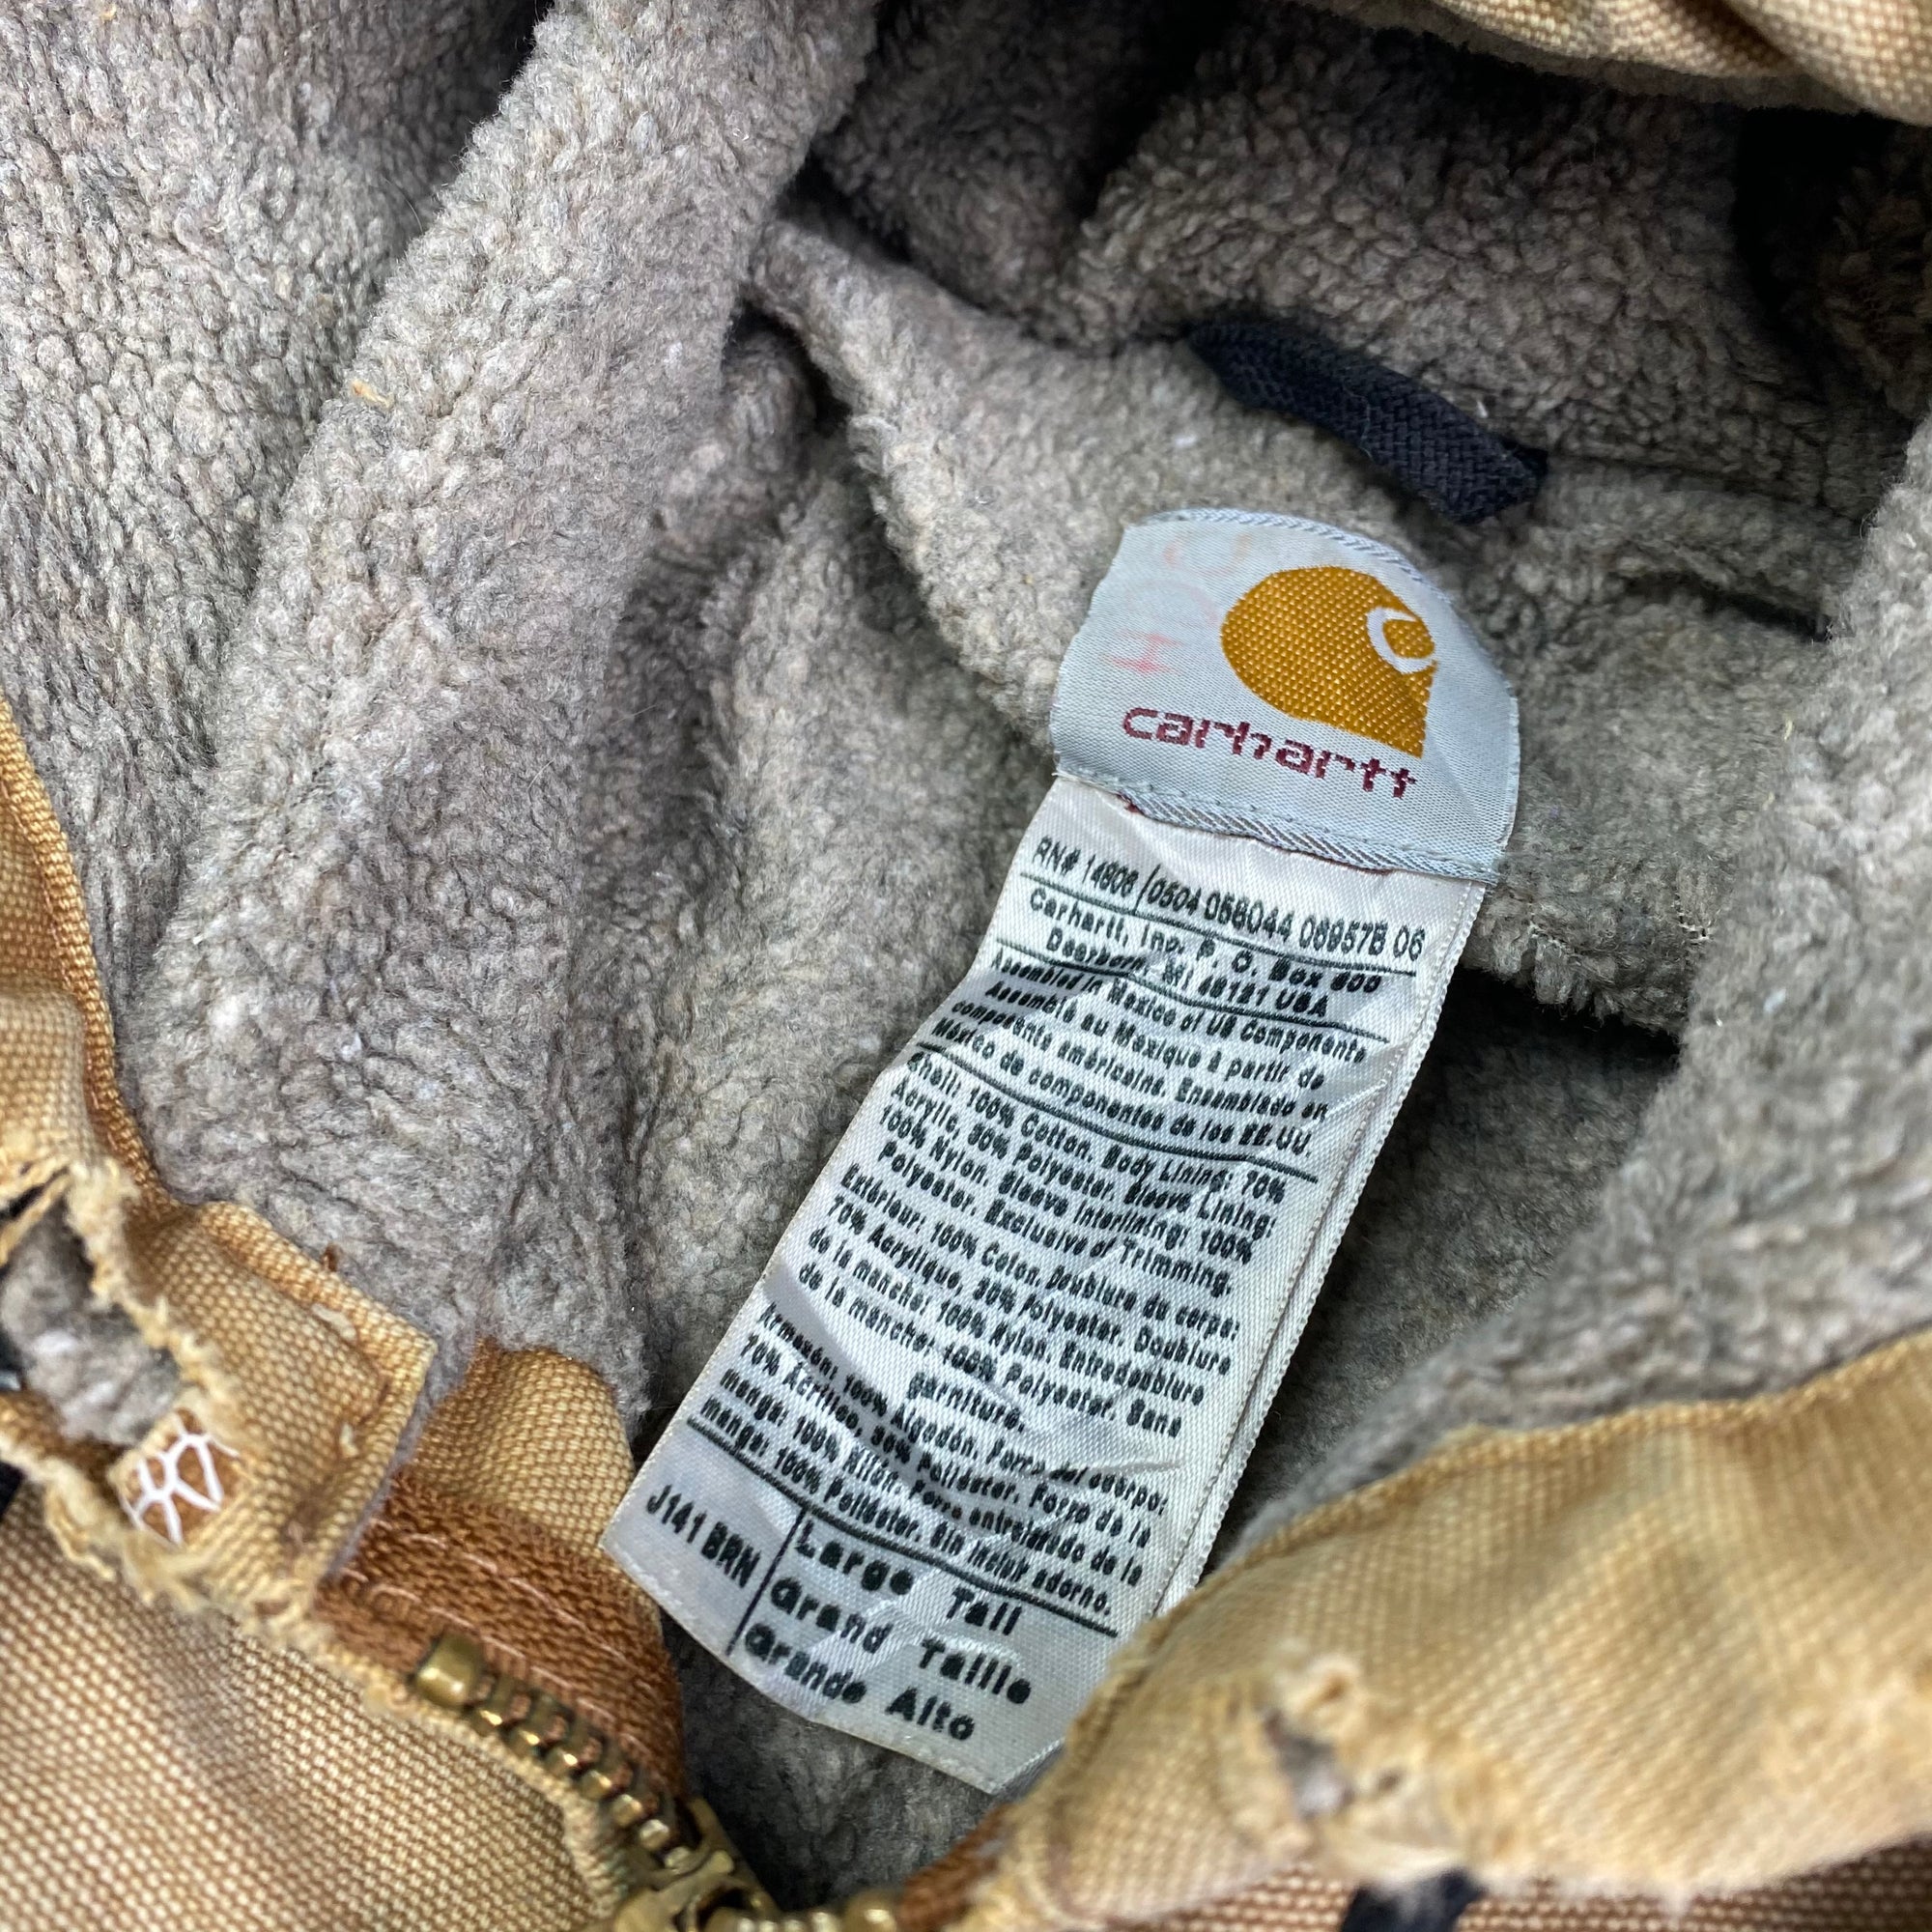 carhartt
RN# 14806 0504 058044 06957B 06
Carhartt, Inc. P. O. Box 600
Dearborn, MI 48121 USA
Assembled in Mexico of US Components
Assemblé au Mexique à partir de
componants américains. Ensamblado en
México de componentes de los EE.UU.
Shell: 100% Cotton. Body Lining: 70%
Acrylic, 30% Polyester. Sleeve Lining:
100% Nylon. Sleeve Interlining: 100%
Polyester. Exclusive of Trimming.
Extérieur: 100% Coton. Doublure du corps:
70% Acrylique, 30% Polyester. Doublure
de la manche: 100% Nylon. Entredoublure
de la manche: 100% Polyester. Sans
garniture.
Armazón: 100% Algodón. Forro del cuerpo:
70% Acrílico, 30% Poliéster. Forro de la
manga: 100% Nilón. Forro entrelazado de la
manga: 100% Poliéster. Sin incluir adorno.
J141 BRN
Large Tall
Grand Taille
Grande Alto